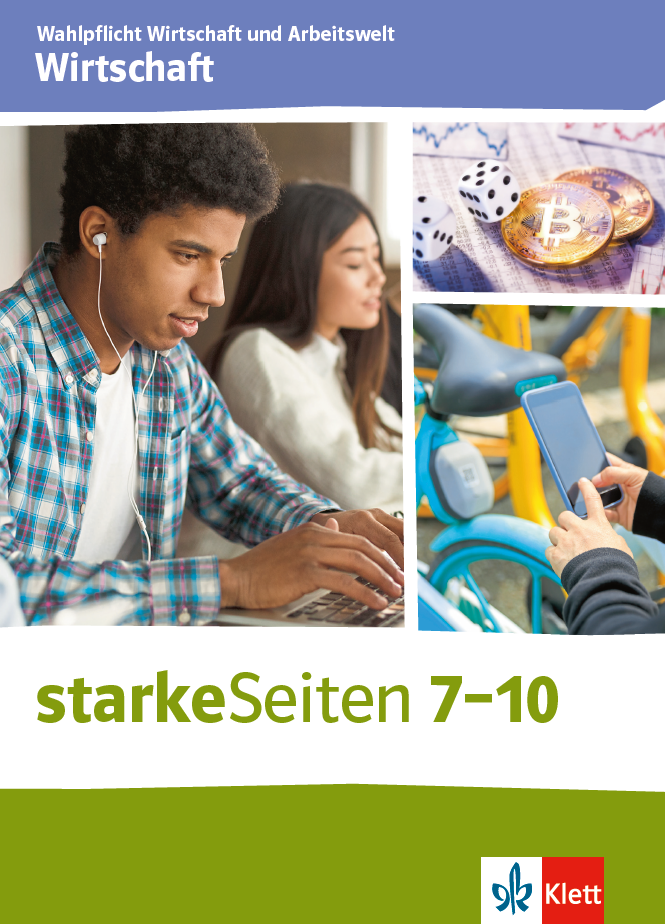 Wahlpflicht Wirtschaft und Arbeitswelt
Wirtschaft
starkeSeiten 7–10
Klett